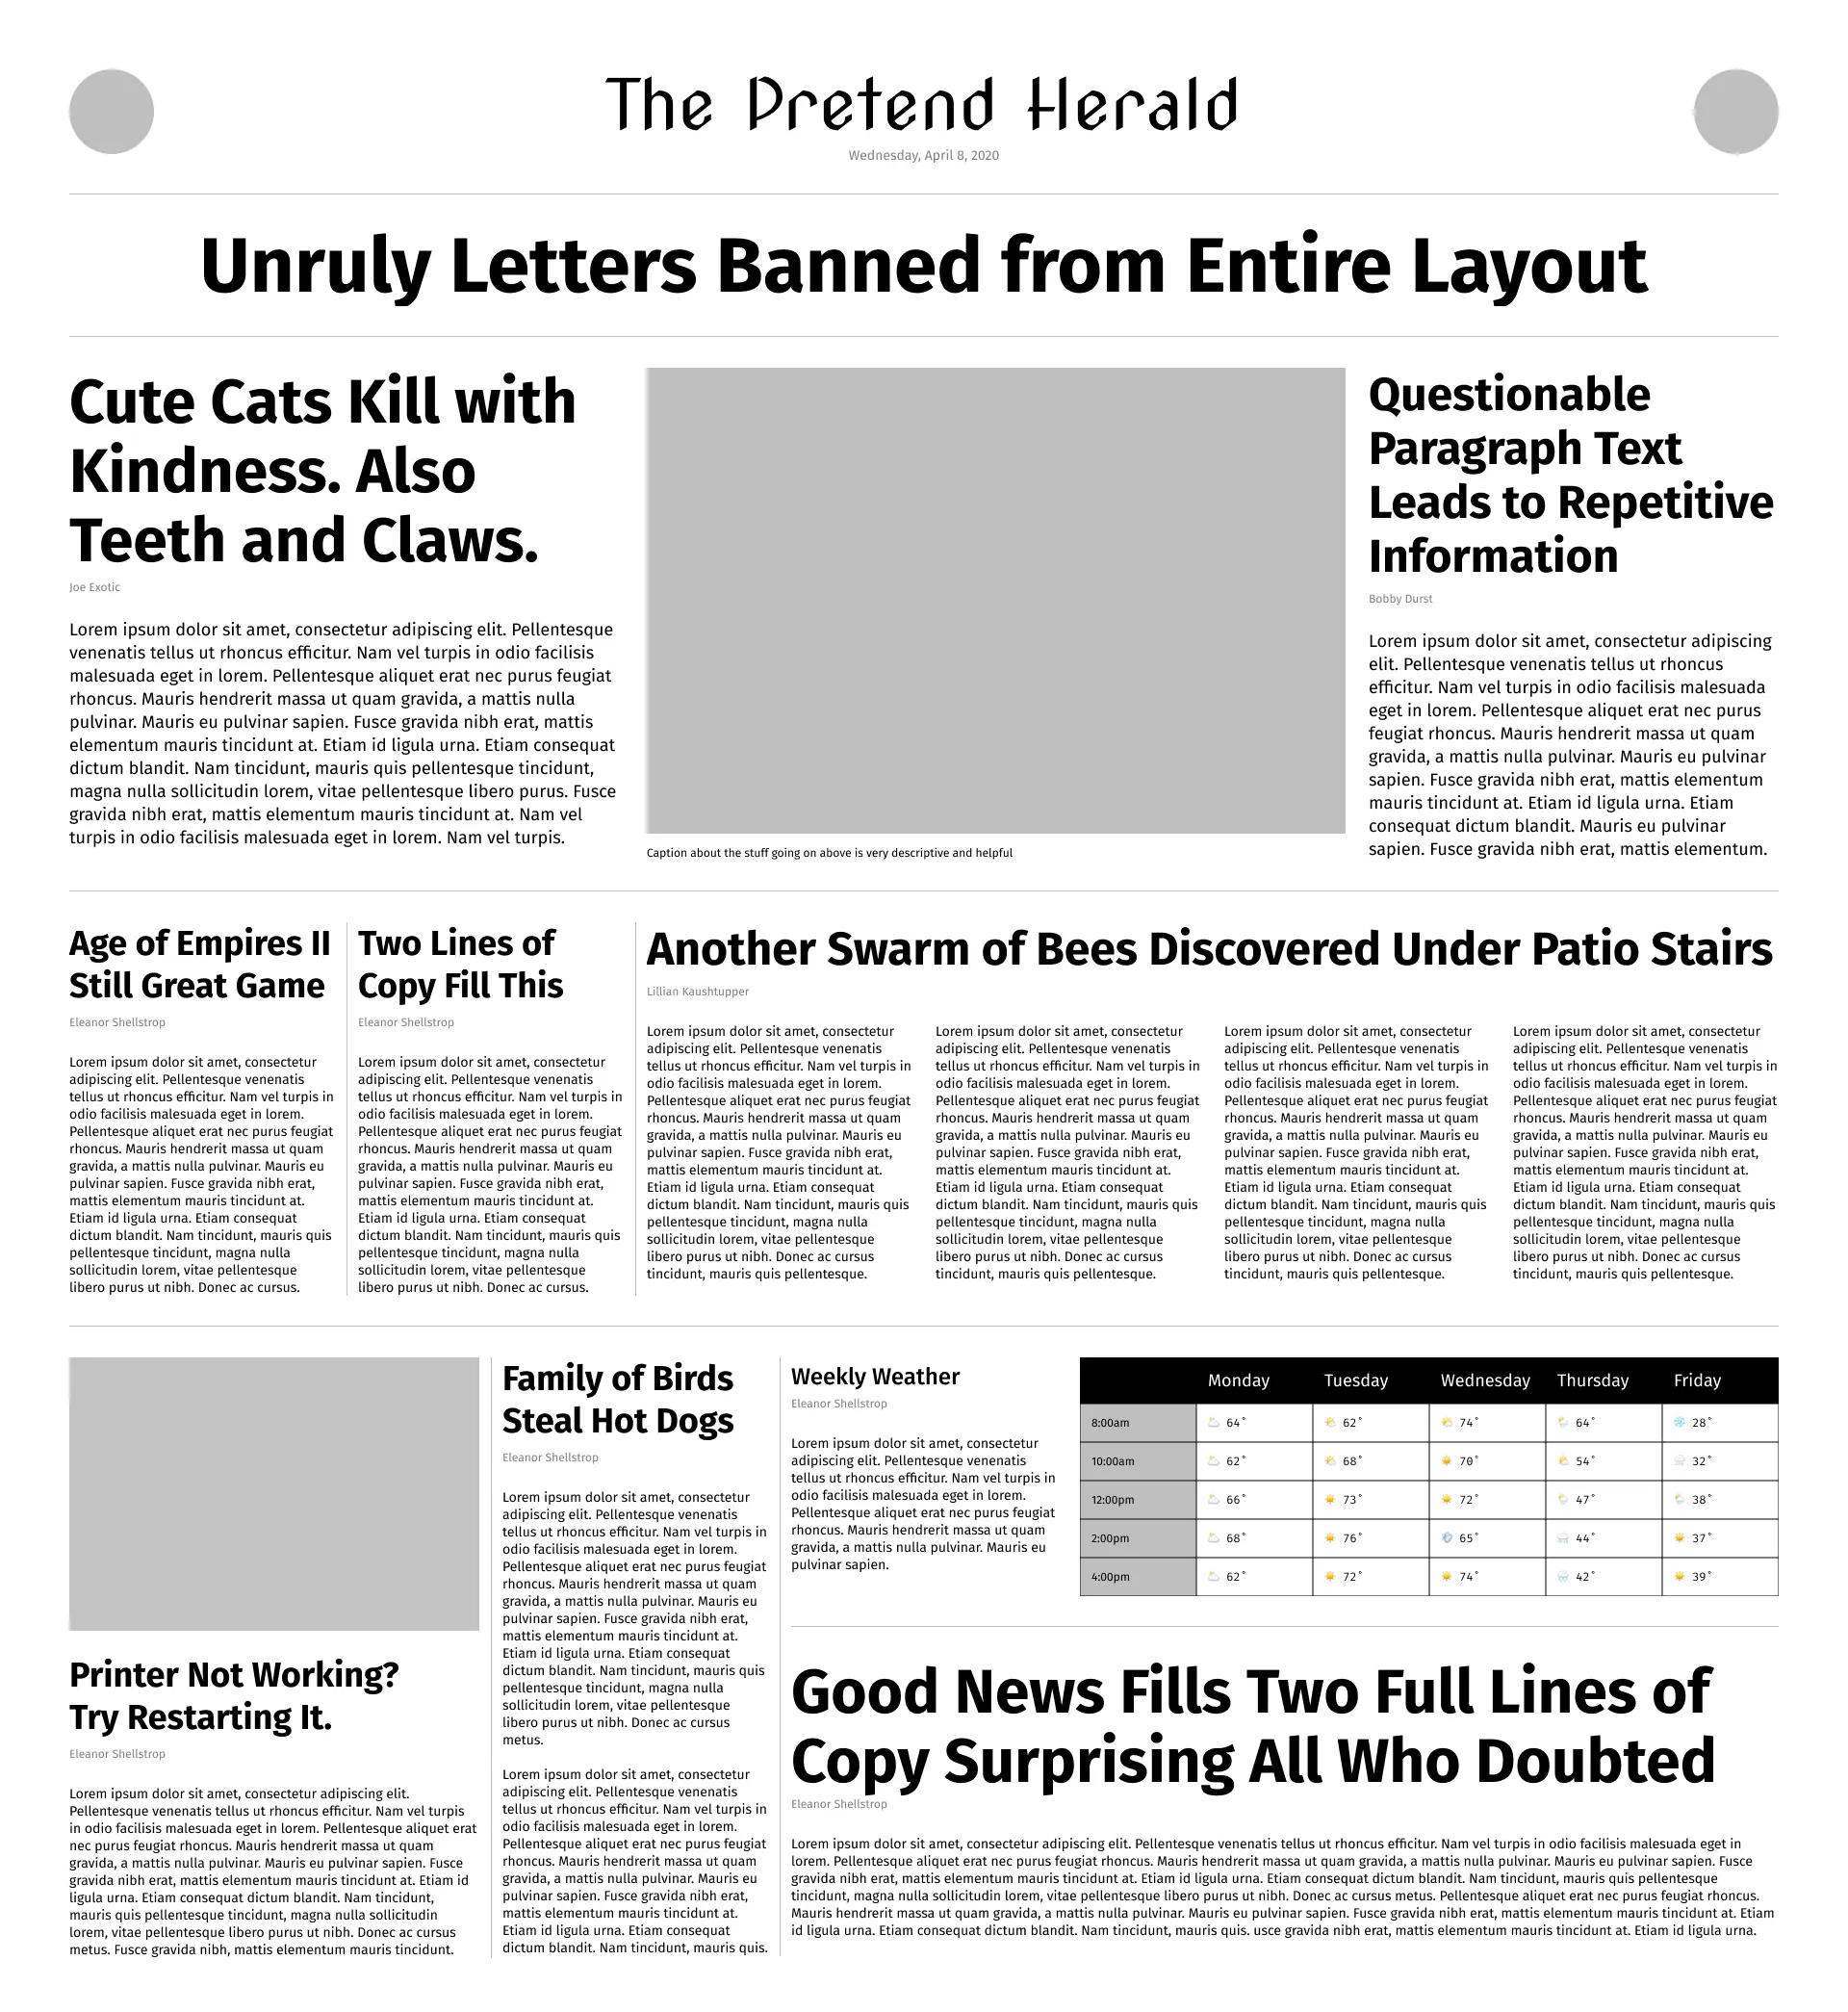 The Pretend Herald
Wednesday, April 8, 2020
Unruly Letters Banned from Entire Layout
Cute Cats Kill with
Kindness. Also
Teeth and Claws.
Joe Exotic
Lorem ipsum dolor sit amet, consectetur adipiscing elit. Pellentesque
venenatis tellus ut rhoncus efficitur. Nam vel turpis in odio facilisis
malesuada eget in lorem. Pellentesque aliquet erat nec purus feugiat
rhoncus. Mauris hendrerit massa ut quam gravida, a mattis nulla
pulvinar. Mauris eu pulvinar sapien. Fusce gravida nibh erat, mattis
elementum mauris tincidunt at. Etiam id ligula urna. Etiam consequat
dictum blandit. Nam tincidunt, mauris quis pellentesque tincidunt,
magna nulla sollicitudin lorem, vitae pellentesque libero purus. Fusce
gravida nibh erat, mattis elementum mauris tincidunt at. Nam vel
turpis in odio facilisis malesuada eget in lorem. Nam vel turpis.
Caption about the stuff going on above is very descriptive and helpful
Questionable
Paragraph Text
Leads to Repetitive
Information
Bobby Durst
Lorem ipsum dolor sit amet, consectetur adipiscing
elit. Pellentesque venenatis tellus ut rhoncus
efficitur. Nam vel turpis in odio facilisis malesuada
eget in lorem. Pellentesque aliquet erat nec purus
feugiat rhoncus. Mauris hendrerit massa ut quam
gravida, a mattis nulla pulvinar. Mauris eu pulvinar
sapien. Fusce gravida nibh erat, mattis elementum
mauris tincidunt at. Etiam id ligula urna. Etiam
consequat dictum blandit. Mauris eu pulvinar
sapien. Fusce gravida nibh erat, mattis elementum.
Age of Empires II
Still Great Game
Eleanor Shellstrop
Lorem ipsum dolor sit amet, consectetur
adipiscing elit. Pellentesque venenatis
tellus ut rhoncus efficitur. Nam vel turpis in
odio facilisis malesuada eget in lorem.
Pellentesque aliquet erat nec purus feugiat
rhoncus. Mauris hendrerit massa ut quam
gravida, a mattis nulla pulvinar. Mauris eu
pulvinar sapien. Fusce gravida nibh erat,
mattis elementum mauris tincidunt at.
Etiam id ligula urna. Etiam consequat
dictum blandit. Nam tincidunt, mauris quis
pellentesque tincidunt, magna nulla
sollicitudin lorem, vitae pellentesque
libero purus ut nibh. Donec ac cursus.
Two Lines of
Copy Fill This
Eleanor Shellstrop
Lorem ipsum dolor sit amet, consectetur
adipiscing elit. Pellentesque venenatis
tellus ut rhoncus efficitur. Nam vel turpis in
odio facilisis malesuada eget in lorem.
Pellentesque aliquet erat nec purus feugiat
rhoncus. Mauris hendrerit massa ut quam
gravida, a mattis nulla pulvinar. Mauris eu
pulvinar sapien. Fusce gravida nibh erat,
mattis elementum mauris tincidunt at.
Etiam id ligula urna. Etiam consequat
dictum blandit. Nam tincidunt, mauris quis
pellentesque tincidunt, magna nulla
sollicitudin lorem, vitae pellentesque
libero purus ut nibh. Donec ac cursus.
Another Swarm of Bees Discovered Under Patio Stairs
Lillian Kaushtupper
Lorem ipsum dolor sit amet, consectetur
adipiscing elit. Pellentesque venenatis
tellus ut rhoncus efficitur. Nam vel turpis in
odio facilisis malesuada eget in lorem.
Pellentesque aliquet erat nec purus feugiat
rhoncus. Mauris hendrerit massa ut quam
gravida, a mattis nulla pulvinar. Mauris eu
pulvinar sapien. Fusce gravida nibh erat,
mattis elementum mauris tincidunt at.
Etiam id ligula urna. Etiam consequat
dictum blandit. Nam tincidunt, mauris quis
pellentesque tincidunt, magna nulla
sollicitudin lorem, vitae pellentesque
libero purus ut nibh. Donec ac cursus
tincidunt, mauris quis pellentesque.
Lorem ipsum dolor sit amet, consectetur
adipiscing elit. Pellentesque venenatis
tellus ut rhoncus efficitur. Nam vel turpis in
odio facilisis malesuada eget in lorem.
Pellentesque aliquet erat nec purus feugiat
rhoncus. Mauris hendrerit massa ut quam
gravida, a mattis nulla pulvinar. Mauris eu
pulvinar sapien. Fusce gravida nibh erat,
mattis elementum mauris tincidunt at.
Etiam id ligula urna. Etiam consequat
dictum blandit. Nam tincidunt, mauris quis
pellentesque tincidunt, magna nulla
sollicitudin lorem, vitae pellentesque
libero purus ut nibh. Donec ac cursus
tincidunt, mauris quis pellentesque.
Lorem ipsum dolor sit amet, consectetur
adipiscing elit. Pellentesque venenatis
tellus ut rhoncus efficitur. Nam vel turpis in
odio facilisis malesuada eget in lorem.
Pellentesque aliquet erat nec purus feugiat
rhoncus. Mauris hendrerit massa ut quam
gravida, a mattis nulla pulvinar. Mauris eu
pulvinar sapien. Fusce gravida nibh erat,
mattis elementum mauris tincidunt at.
Etiam id ligula urna. Etiam consequat
dictum blandit. Nam tincidunt, mauris quis
pellentesque tincidunt, magna nulla
sollicitudin lorem, vitae pellentesque
libero purus ut nibh. Donec ac cursus
tincidunt, mauris quis pellentesque.
Lorem ipsum dolor sit amet, consectetur
adipiscing elit. Pellentesque venenatis
tellus ut rhoncus efficitur. Nam vel turpis in
odio facilisis malesuada eget in lorem.
Pellentesque aliquet erat nec purus feugiat
rhoncus. Mauris hendrerit massa ut quam
gravida, a mattis nulla pulvinar. Mauris eu
pulvinar sapien. Fusce gravida nibh erat,
mattis elementum mauris tincidunt at.
Etiam id ligula urna. Etiam consequat
dictum blandit. Nam tincidunt, mauris quis
pellentesque tincidunt, magna nulla
sollicitudin lorem, vitae pellentesque
libero purus ut nibh. Donec ac cursus
tincidunt, mauris quis pellentesque.
Printer Not Working?
Try Restarting It.
Eleanor Shellstrop
Lorem ipsum dolor sit amet, consectetur adipiscing elit.
Pellentesque venenatis tellus ut rhoncus efficitur. Nam vel turpis
in odio facilisis malesuada eget in lorem. Pellentesque aliquet erat
nec purus feugiat rhoncus. Mauris hendrerit massa ut quam
gravida, a mattis nulla pulvinar. Mauris eu pulvinar sapien. Fusce
gravida nibh erat, mattis elementum mauris tincidunt at. Etiam id
ligula urna. Etiam consequat dictum blandit. Nam tincidunt,
mauris quis pellentesque tincidunt, magna nulla sollicitudin
lorem, vitae pellentesque libero purus ut nibh. Donec ac cursus
metus. Fusce gravida nibh, mattis elementum mauris tincidunt.
Family of Birds
Steal Hot Dogs
Eleanor Shellstrop
Lorem ipsum dolor sit amet, consectetur
adipiscing elit. Pellentesque venenatis
tellus ut rhoncus efficitur. Nam vel turpis in
odio facilisis malesuada eget in lorem.
Pellentesque aliquet erat nec purus feugiat
rhoncus. Mauris hendrerit massa ut quam
gravida, a mattis nulla pulvinar. Mauris eu
pulvinar sapien. Fusce gravida nibh erat,
mattis elementum mauris tincidunt at.
Etiam id ligula urna. Etiam consequat
dictum blandit. Nam tincidunt, mauris quis
pellentesque tincidunt, magna nulla
sollicitudin lorem, vitae pellentesque
libero purus ut nibh. Donec ac cursus
metus.
Lorem ipsum dolor sit amet, consectetur
adipiscing elit. Pellentesque venenatis
tellus ut rhoncus efficitur. Nam vel turpis in
odio facilisis malesuada eget in lorem.
Pellentesque aliquet erat nec purus feugiat
rhoncus. Mauris hendrerit massa ut quam
gravida, a mattis nulla pulvinar. Mauris eu
pulvinar sapien. Fusce gravida nibh erat,
mattis elementum mauris tincidunt at.
Etiam id ligula urna. Etiam consequat
dictum blandit. Nam tincidunt, mauris quis.
Weekly Weather
Eleanor Shellstrop
Lorem ipsum dolor sit amet, consectetur
adipiscing elit. Pellentesque venenatis
tellus ut rhoncus efficitur. Nam vel turpis in
odio facilisis malesuada eget in lorem.
Pellentesque aliquet erat nec purus feugiat
rhoncus. Mauris hendrerit massa ut quam
gravida, a mattis nulla pulvinar. Mauris eu
pulvinar sapien.
Monday Tuesday Wednesday Thursday Friday
8:00am 64° 62° 74° 64° 28°
10:00am 62° 68° 70° 54° 32°
12:00pm 66° 73° 72° 47° 38°
2:00pm 68° 76° 65° 44° 37°
4:00pm 62° 72° 74° 42° 39°
Good News Fills Two Full Lines of
Copy Surprising All Who Doubted
Eleanor Shellstrop
Lorem ipsum dolor sit amet, consectetur adipiscing elit. Pellentesque venenatis tellus ut rhoncus efficitur. Nam vel turpis in odio facilisis malesuada eget in
lorem. Pellentesque aliquet erat nec purus feugiat rhoncus. Mauris hendrerit massa ut quam gravida, a mattis nulla pulvinar. Mauris eu pulvinar sapien. Fusce
gravida nibh erat, mattis elementum mauris tincidunt at. Etiam id ligula urna. Etiam consequat dictum blandit. Nam tincidunt, mauris quis pellentesque
tincidunt, magna nulla sollicitudin lorem, vitae pellentesque libero purus ut nibh. Donec ac cursus metus. Pellentesque aliquet erat nec purus feugiat rhoncus.
Mauris hendrerit massa ut quam gravida, a mattis nulla pulvinar. Mauris eu pulvinar sapien. Fusce gravida nibh erat, mattis elementum mauris tincidunt at. Etiam
id ligula urna. Etiam consequat dictum blandit. Nam tincidunt, mauris quis. usce gravida nibh erat, mattis elementum mauris tincidunt at. Etiam id ligula urna.